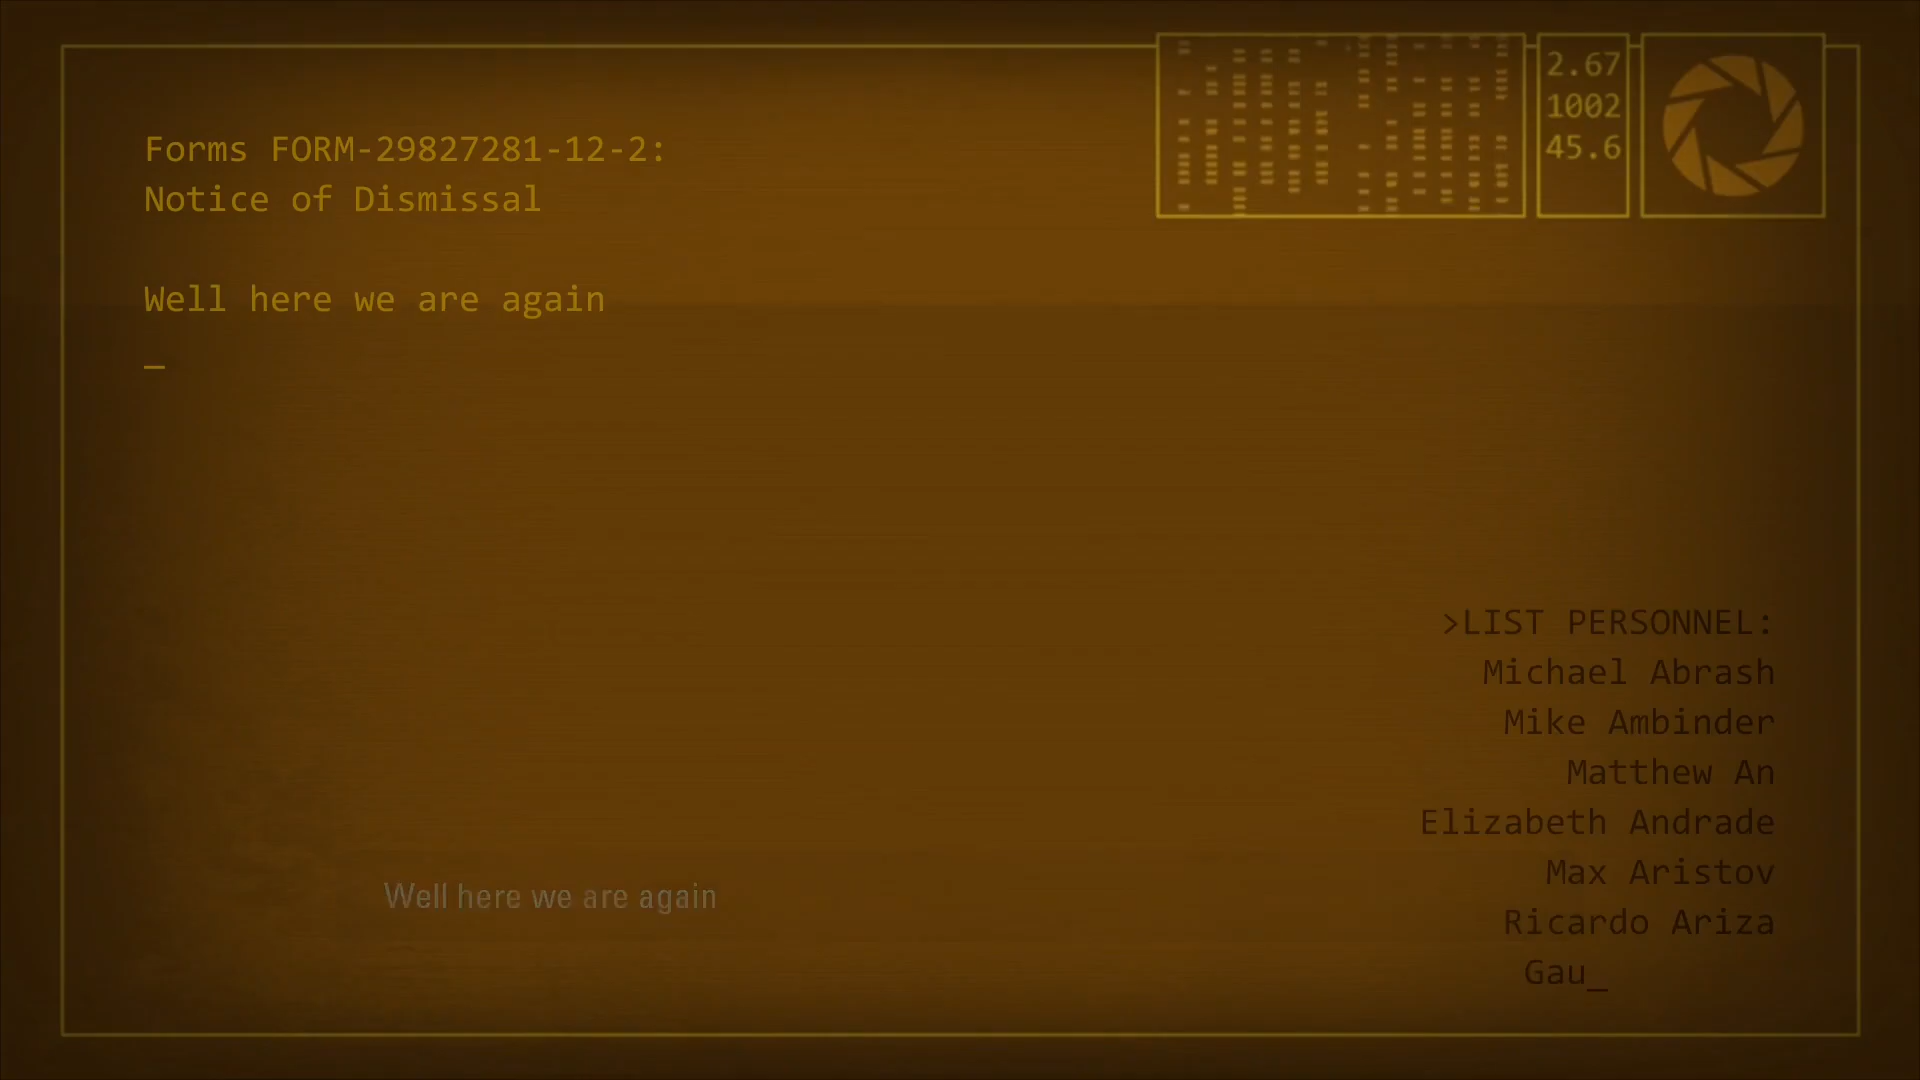 Forms FORM-29827281-12-2:
Notice of Dismissal
Well here we are again
_
2.67
1002
45.6
>LIST PERSONNEL:
Michael Abrash
Mike Ambinder
Matthew An
Elizabeth Andrade
Max Aristov
Ricardo Ariza
Gau_
Well here we are again